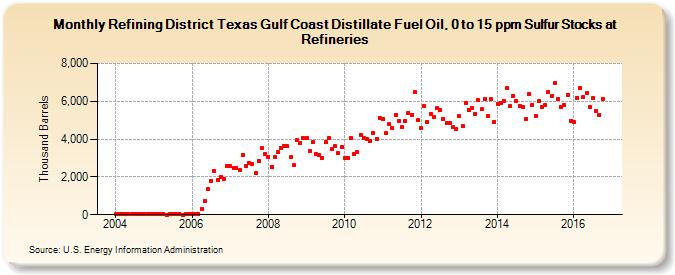 Monthly Refining District Texas Gulf Coast Distillate Fuel Oil, 0 to 15 ppm Sulfur Stocks at
Refineries
Thousand Barrels
8,000
6,000
4,000
2,000
0
2004 2006 2008 2010 2012 2014 2016
Source: U.S. Energy Information Administration